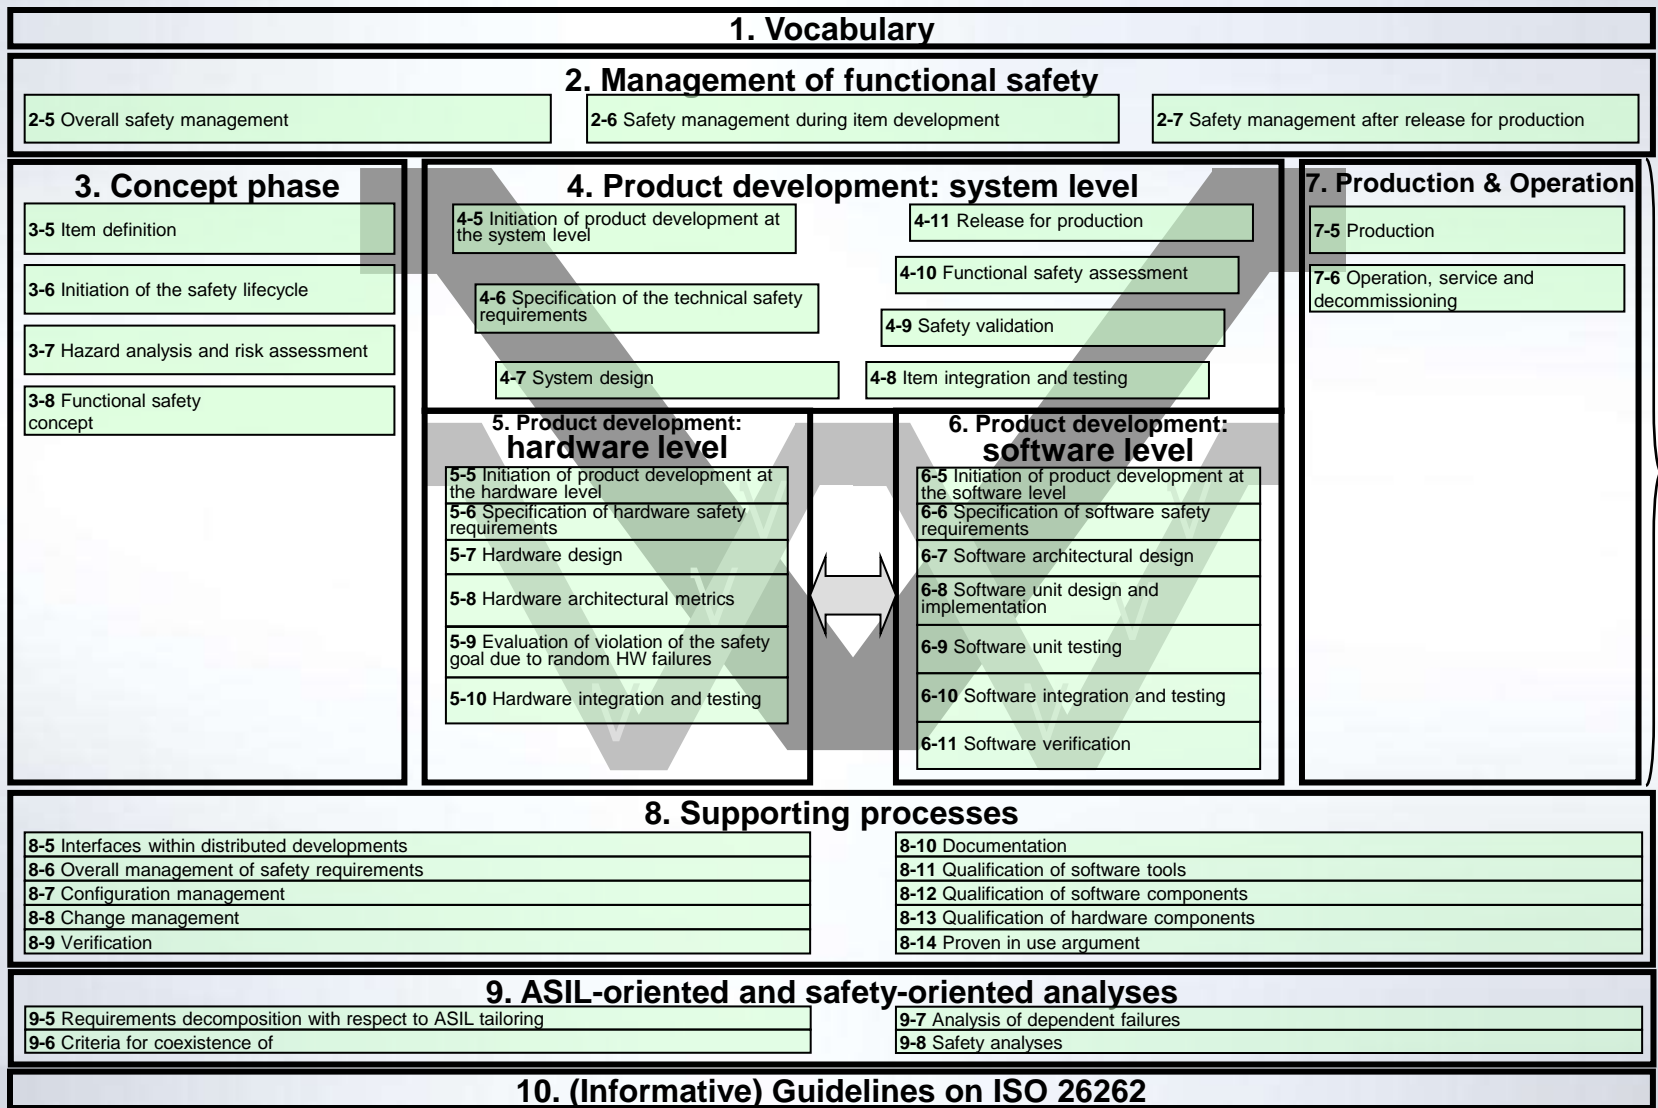 1. Vocabulary
2. Management of functional safety
2-5 Overall safety management
2-6 Safety management during item development
2-7 Safety management after release for production
3. Concept phase
3-5 Item definition
3-6 Initiation of the safety lifecycle
3-7 Hazard analysis and risk assessment
3-8 Functional safety
concept
4. Product development: system level
4-5 Initiation of product development at
the system level
4-6 Specification of the technical safety
requirements
4-7 System design
4-11 Release for production
4-10 Functional safety assessment
4-9 Safety validation
4-8 Item integration and testing
7. Production & Operation
7-5 Production
7-6 Operation, service and
decommissioning
5. Product development:
hardware level
5-5 Initiation of product development at
the hardware level
5-6 Specification of hardware safety
requirements
5-7 Hardware design
5-8 Hardware architectural metrics
5-9 Evaluation of violation of the safety
goal due to random HW failures
5-10 Hardware integration and testing
6. Product development:
software level
6-5 Initiation of product development at
the software level
6-6 Specification of software safety
requirements
6-7 Software architectural design
6-8 Software unit design and
implementation
6-9 Software unit testing
6-10 Software integration and testing
6-11 Software verification
8. Supporting processes
8-5 Interfaces within distributed developments
8-6 Overall management of safety requirements
8-7 Configuration management
8-8 Change management
8-9 Verification
8-10 Documentation
8-11 Qualification of software tools
8-12 Qualification of software components
8-13 Qualification of hardware components
8-14 Proven in use argument
9. ASIL-oriented and safety-oriented analyses
9-5 Requirements decomposition with respect to ASIL tailoring
9-6 Criteria for coexistence of
9-7 Analysis of dependent failures
9-8 Safety analyses
10. (Informative) Guidelines on ISO 26262